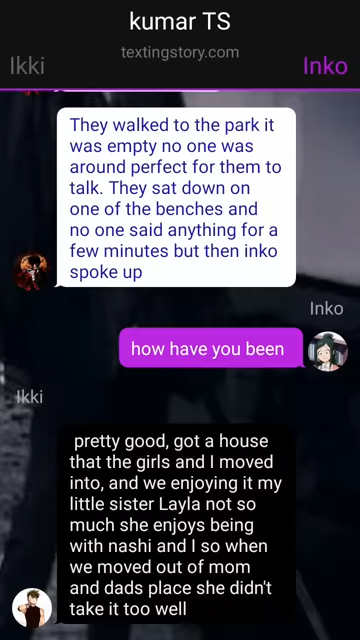 kumar TS
textingstory.com
Ikki
Inko
They walked to the park it
was empty no one was
around perfect for them to
talk. They sat down on
one of the benches and
no one said anything for a
few minutes but then inko
spoke up
Inko
how have you been
Ikki
pretty good, got a house
that the girls and I moved
into, and we enjoying it my
little sister Layla not so
much she enjoys being
with nashi and I so when
we moved out of mom
and dads place she didn't
take it too well